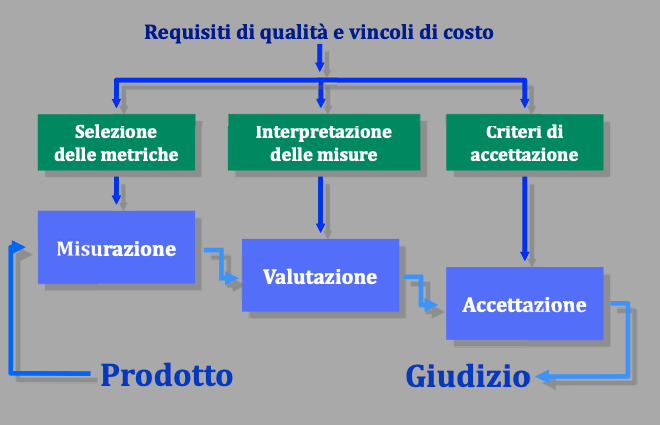 Requisiti di qualità e vincoli di costo
Selezione
delle metriche
Interpretazione
delle misure
Criteri di
accettazione
Misurazione
Valutazione
Accettazione
Prodotto
Giudizio